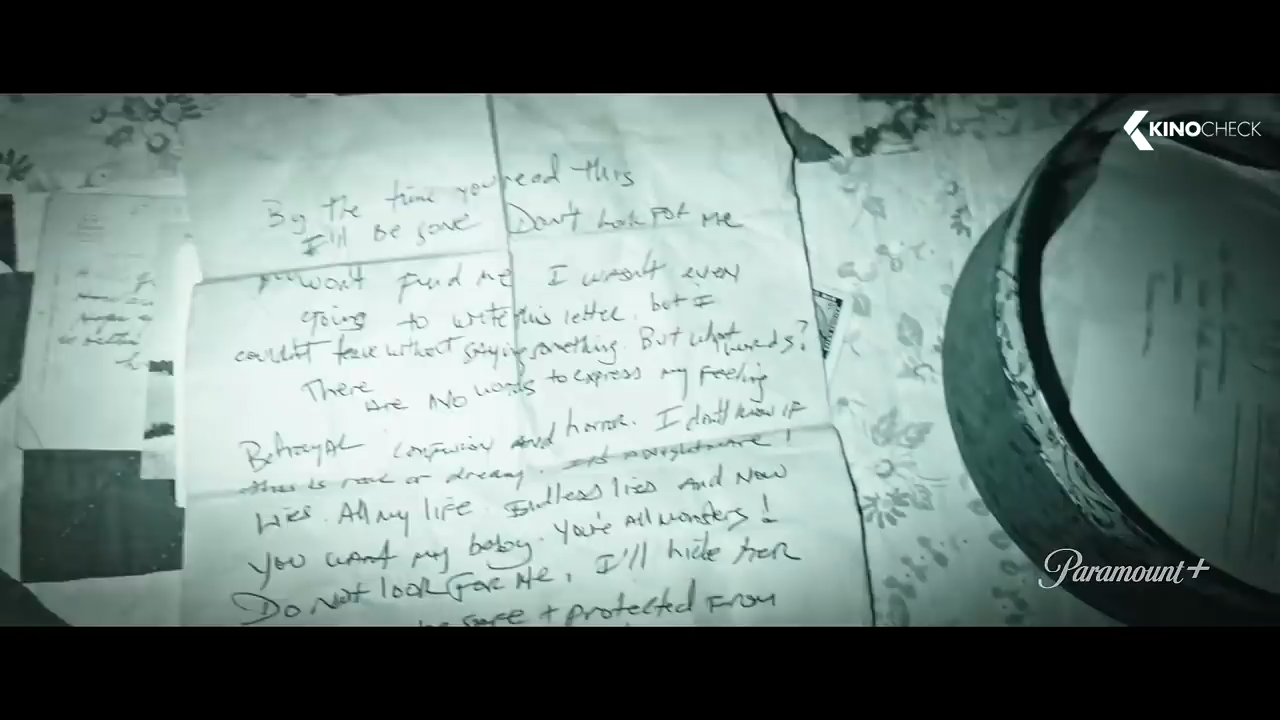 KINOCHECK
By the time you read this
I'll be gone Don't look for me
you won't find me I wasn't even
going to write this letter. but I
couldn't leave without saying something. But what words?
There are no words to express my feeling
Betrayal confusion and horror. I don't know if
this is real or dream. it's a nightmare!
Lies. All my life. Endless lies and now
you want my baby. You're all monsters!
Do not look for me, I'll hide her
safe + protected from
Paramount+